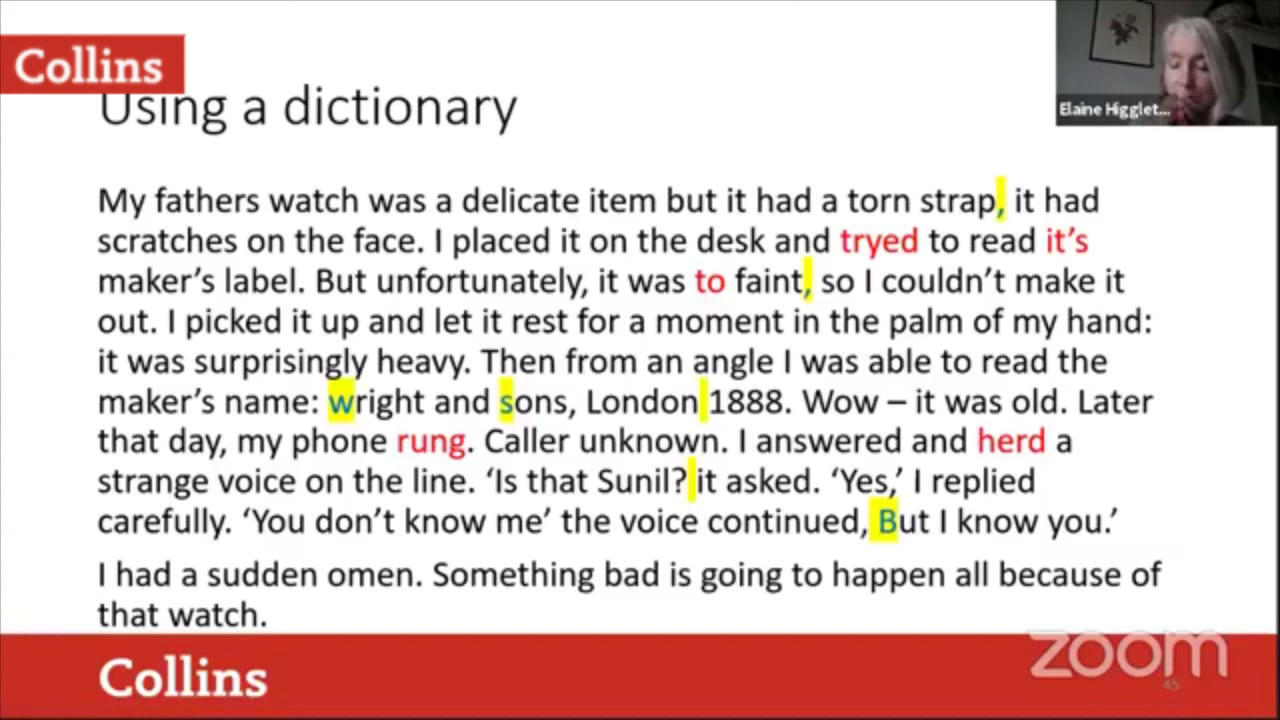 Collins
Elaine Higglet...
Using a dictionary
My fathers watch was a delicate item but it had a torn strap, it had
scratches on the face. I placed it on the desk and tryed to read it’s
maker’s label. But unfortunately, it was to faint, so I couldn’t make it
out. I picked it up and let it rest for a moment in the palm of my hand:
it was surprisingly heavy. Then from an angle I was able to read the
maker’s name: wright and sons, London 1888. Wow – it was old. Later
that day, my phone rung. Caller unknown. I answered and herd a
strange voice on the line. ‘Is that Sunil? it asked. ‘Yes,’ I replied
carefully. ‘You don’t know me’ the voice continued, But I know you.’
I had a sudden omen. Something bad is going to happen all because of
that watch.
Collins
zoom
45